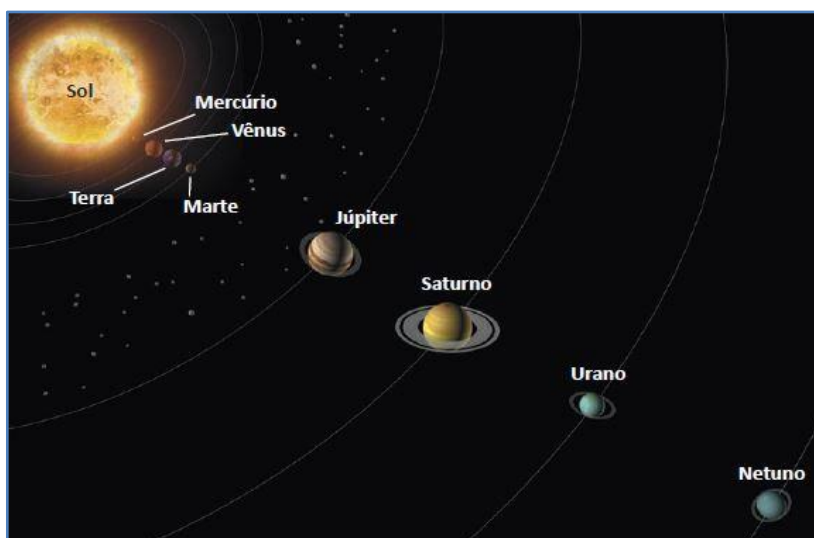 Sol
Mercúrio
Vênus
Terra
Marte
Júpiter
Saturno
Urano
Netuno